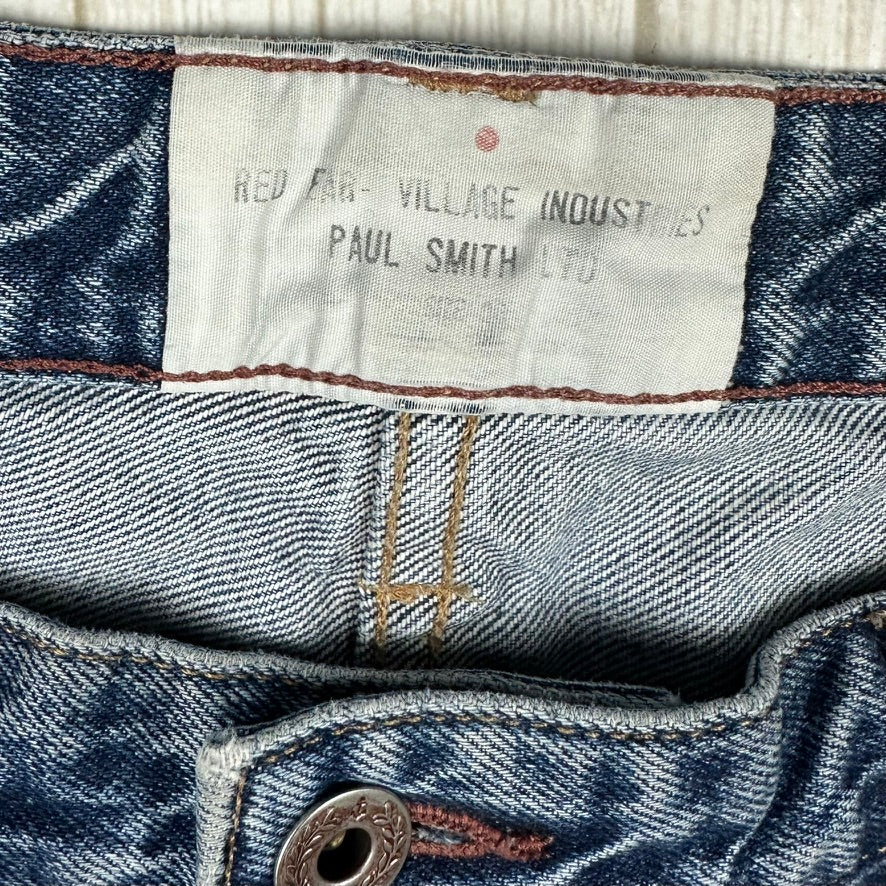 RED EAR- VILLAGE INDUSTRIES
PAUL SMITH LTD